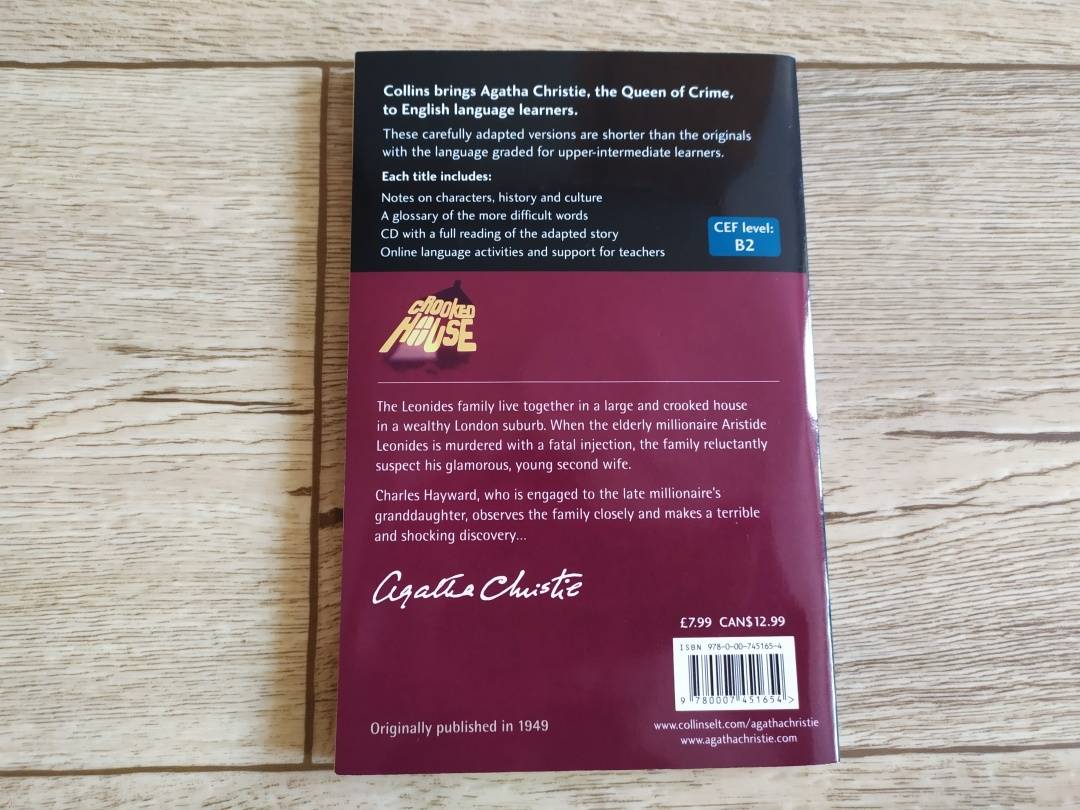 Collins brings Agatha Christie, the Queen of Crime,
to English language learners.
These carefully adapted versions are shorter than the originals
with the language graded for upper-intermediate learners.
Each title includes:
Notes on characters, history and culture
A glossary of the more difficult words
CD with a full reading of the adapted story
Online language activities and support for teachers
CEF level:
B2
CROOKED
HOUSE
The Leonides family live together in a large and crooked house
in a wealthy London suburb. When the elderly millionaire Aristide
Leonides is murdered with a fatal injection, the family reluctantly
suspect his glamorous, young second wife.
Charles Hayward, who is engaged to the late millionaire's
granddaughter, observes the family closely and makes a terrible
and shocking discovery...
Agatha Christie
£7.99 CAN$12.99
ISBN 978-0-00-745165-4
9 780007 451654 >
Originally published in 1949
www.collinselt.com/agathachristie
www.agathachristie.com